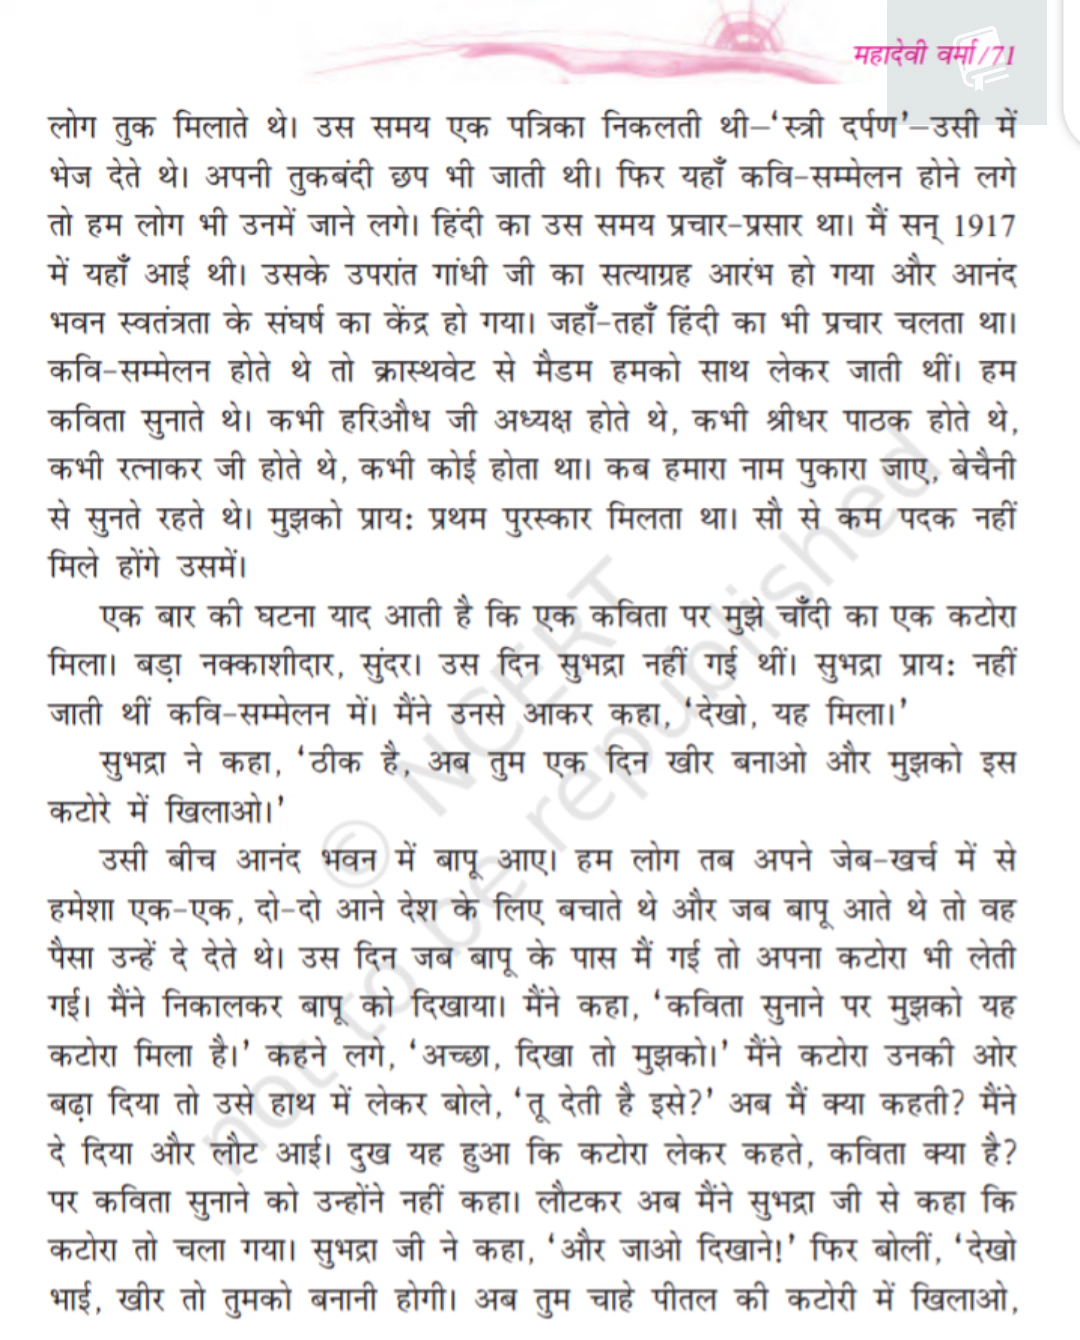 महादेवी वर्मा/71
लोग तुक मिलाते थे। उस समय एक पत्रिका निकलती थी–‘स्त्री दर्पण’–उसी में
भेज देते थे। अपनी तुकबंदी छप भी जाती थी। फिर यहाँ कवि-सम्मेलन होने लगे
तो हम लोग भी उनमें जाने लगे। हिंदी का उस समय प्रचार-प्रसार था। मैं सन् 1917
में यहाँ आई थी। उसके उपरांत गांधी जी का सत्याग्रह आरंभ हो गया और आनंद
भवन स्वतंत्रता के संघर्ष का केंद्र हो गया। जहाँ-तहाँ हिंदी का भी प्रचार चलता था।
कवि-सम्मेलन होते थे तो क्रास्थवेट से मैडम हमको साथ लेकर जाती थीं। हम
कविता सुनाते थे। कभी हरिऔध जी अध्यक्ष होते थे, कभी श्रीधर पाठक होते थे,
कभी रत्नाकर जी होते थे, कभी कोई होता था। कब हमारा नाम पुकारा जाए, बेचैनी
से सुनते रहते थे। मुझको प्राय: प्रथम पुरस्कार मिलता था। सौ से कम पदक नहीं
मिले होंगे उसमें।
एक बार की घटना याद आती है कि एक कविता पर मुझे चाँदी का एक कटोरा
मिला। बड़ा नक्काशीदार, सुंदर। उस दिन सुभद्रा नहीं गई थीं। सुभद्रा प्राय: नहीं
जाती थीं कवि-सम्मेलन में। मैंने उनसे आकर कहा, ‘देखो, यह मिला।’
सुभद्रा ने कहा, ‘ठीक है, अब तुम एक दिन खीर बनाओ और मुझको इस
कटोरे में खिलाओ।’
उसी बीच आनंद भवन में बापू आए। हम लोग तब अपने जेब-खर्च में से
हमेशा एक-एक, दो-दो आने देश के लिए बचाते थे और जब बापू आते थे तो वह
पैसा उन्हें दे देते थे। उस दिन जब बापू के पास मैं गई तो अपना कटोरा भी लेती
गई। मैंने निकालकर बापू को दिखाया। मैंने कहा, ‘कविता सुनाने पर मुझको यह
कटोरा मिला है।’ कहने लगे, ‘अच्छा, दिखा तो मुझको।’ मैंने कटोरा उनकी ओर
बढ़ा दिया तो उसे हाथ में लेकर बोले, ‘तू देती है इसे?’ अब मैं क्या कहती? मैंने
दे दिया और लौट आई। दुख यह हुआ कि कटोरा लेकर कहते, कविता क्या है?
पर कविता सुनाने को उन्होंने नहीं कहा। लौटकर अब मैंने सुभद्रा जी से कहा कि
कटोरा तो चला गया। सुभद्रा जी ने कहा, ‘और जाओ दिखाने!’ फिर बोलीं, ‘देखो
भाई, खीर तो तुमको बनानी होगी। अब तुम चाहे पीतल की कटोरी में खिलाओ,
© NCERT
not to be republished